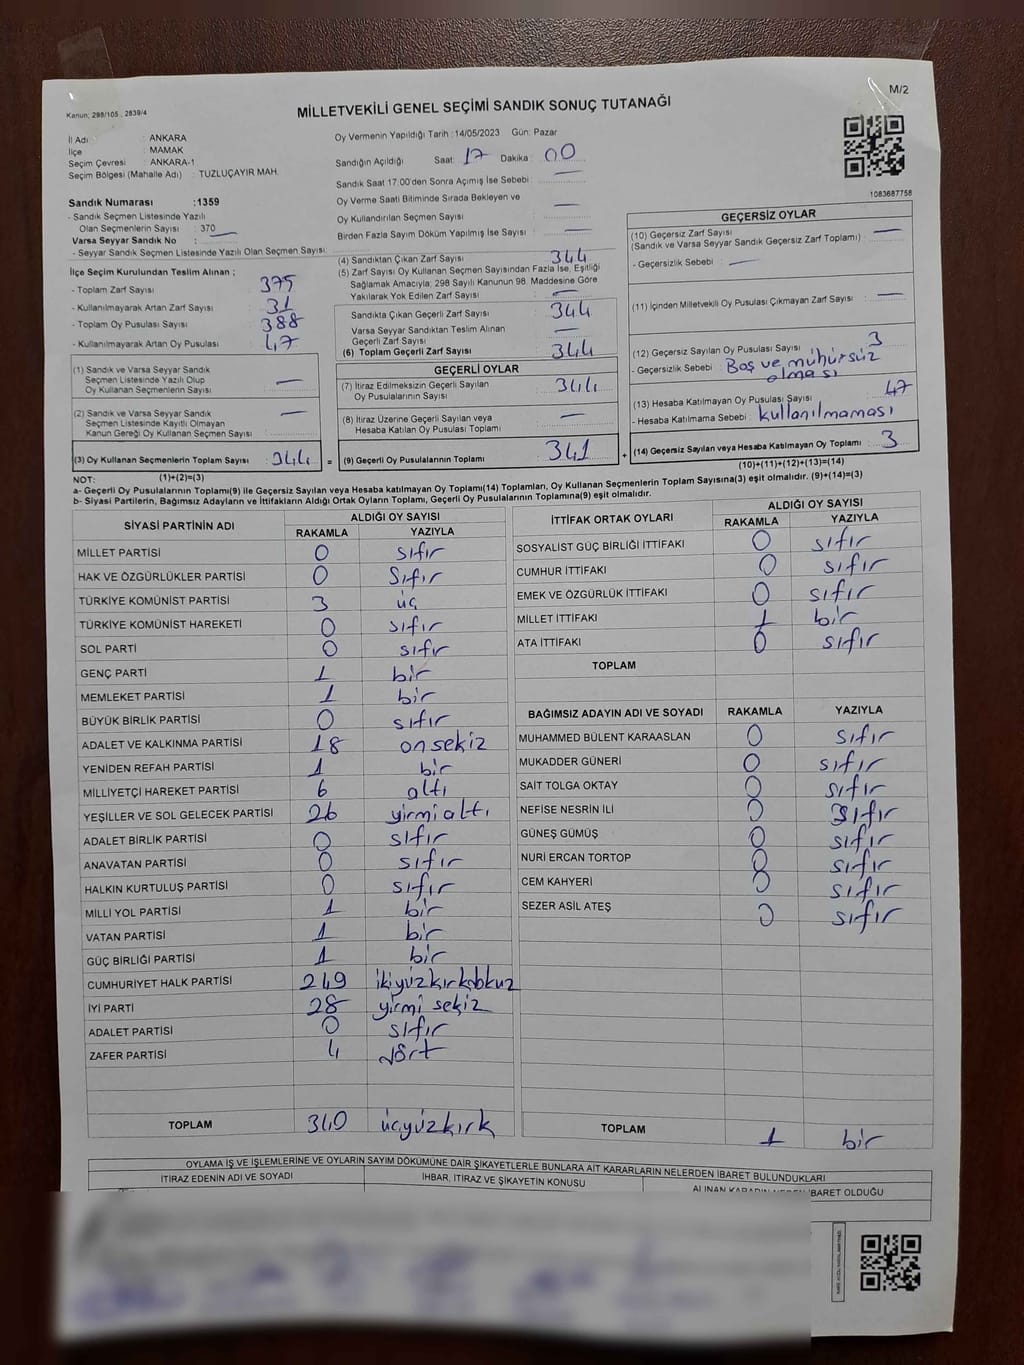 M/2
Kanun; 298/105 , 2839/4
MİLLETVEKİLİ GENEL SEÇİMİ SANDIK SONUÇ TUTANAĞI
İl Adı : ANKARA
İlçe : MAMAK
Seçim Çevresi : ANKARA-1
Seçim Bölgesi (Mahalle Adı) : TUZLUÇAYIR MAH.
Oy Vermenin Yapıldığı Tarih :14/05/2023 Gün: Pazar
Sandığın Açıldığı Saat: 17 Dakika: 00
Sandık Saat 17:00'den Sonra Açımış İse Sebebi : —
Oy Verme Saati Bitiminde Sırada Bekleyen ve
Oy Kullandırılan Seçmen Sayısı : —
Birden Fazla Sayım Döküm Yapılmış İse Sayısı : —
1083687758
Sandık Numarası :1359
- Sandık Seçmen Listesinde Yazılı
Olan Seçmenlerin Sayısı : 370
Varsa Seyyar Sandık No : —
- Seyyar Sandık Seçmen Listesinde Yazılı Olan Seçmen Sayısı:
İlçe Seçim Kurulundan Teslim Alınan ;
- Toplam Zarf Sayısı : 375
- Kullanılmayarak Artan Zarf Sayısı : 31
- Toplam Oy Pusulası Sayısı : 388
- Kullanılmayarak Artan Oy Pusulası : 47
(1) Sandık ve Varsa Seyyar Sandık
Seçmen Listesinde Yazılı Olup
Oy Kullanan Seçmenlerin Sayısı : —
(2) Sandık ve Varsa Seyyar Sandık
Seçmen Listesinde Kayıtlı Olmayan
Kanun Gereği Oy Kullanan Seçmen Sayısı : —
(3) Oy Kullanan Seçmenlerin Toplam Sayısı : 344
(1)+(2)=(3)
(4) Sandıktan Çıkan Zarf Sayısı : 344
(5) Zarf Sayısı Oy Kullanan Seçmen Sayısından Fazla İse, Eşitliği
Sağlamak Amacıyla; 298 Sayılı Kanunun 98. Maddesine Göre
Yakılarak Yok Edilen Zarf Sayısı : —
Sandıkta Çıkan Geçerli Zarf Sayısı : 344
Varsa Seyyar Sandıktan Teslim Alınan
Geçerli Zarf Sayısı : —
(6) Toplam Geçerli Zarf Sayısı : 344
GEÇERLİ OYLAR
(7) İtiraz Edilmeksizin Geçerli Sayılan
Oy Pusulalarının Sayısı : 344
(8) İtiraz Üzerine Geçerli Sayılan veya
Hesaba Katılan Oy Pusulası Toplamı : —
= (9) Geçerli Oy Pusulalarının Toplamı : 341
GEÇERSİZ OYLAR
(10) Geçersiz Zarf Sayısı : —
(Sandık ve Varsa Seyyar Sandık Geçersiz Zarf Toplamı)
- Geçersizlik Sebebi : —
(11) İçinden Milletvekili Oy Pusulası Çıkmayan Zarf Sayısı : —
(12) Geçersiz Sayılan Oy Pusulası Sayısı : 3
- Geçersizlik Sebebi : Boş ve mühürsüz
olması
(13) Hesaba Katılmayan Oy Pusulası Sayısı : 47
- Hesaba Katılmama Sebebi : kullanılmaması
+ (14) Geçersiz Sayılan veya Hesaba Katılmayan Oy Toplamı : 3
(10)+(11)+(12)+(13)=(14)
NOT:
a- Geçerli Oy Pusulalarının Toplamı(9) ile Geçersiz Sayılan veya Hesaba katılmayan Oy Toplamı(14) Toplamları, Oy Kullanan Seçmenlerin Toplam Sayısına(3) eşit olmalıdır. (9)+(14)=(3)
b- Siyasi Partilerin, Bağımsız Adayların ve İttifakların Aldığı Ortak Oyların Toplamı, Geçerli Oy Pusulalarının Toplamına(9) eşit olmalıdır.
SİYASİ PARTİNİN ADI ALDIĞI OY SAYISI
RAKAMLA YAZIYLA
MİLLET PARTİSİ 0 sıfır
HAK VE ÖZGÜRLÜKLER PARTİSİ 0 Sıfır
TÜRKİYE KOMÜNİST PARTİSİ 3 üç
TÜRKİYE KOMÜNİST HAREKETİ 0 sıfır
SOL PARTİ 0 sıfır
GENÇ PARTİ 1 bir
MEMLEKET PARTİSİ 1 bir
BÜYÜK BİRLİK PARTİSİ 0 sıfır
ADALET VE KALKINMA PARTİSİ 18 onsekiz
YENİDEN REFAH PARTİSİ 1 bir
MİLLİYETÇİ HAREKET PARTİSİ 6 altı
YEŞİLLER VE SOL GELECEK PARTİSİ 26 yirmi altı
ADALET BİRLİK PARTİSİ 0 sıfır
ANAVATAN PARTİSİ 0 sıfır
HALKIN KURTULUŞ PARTİSİ 0 sıfır
MİLLİ YOL PARTİSİ 1 bir
VATAN PARTİSİ 1 bir
GÜÇ BİRLİĞİ PARTİSİ 1 bir
CUMHURİYET HALK PARTİSİ 249 ikiyüzkırkdokuz
İYİ PARTİ 28 yirmi sekiz
ADALET PARTİSİ 0 sıfır
ZAFER PARTİSİ 4 dört
TOPLAM 340 üçyüzkırk
İTTİFAK ORTAK OYLARI ALDIĞI OY SAYISI
RAKAMLA YAZIYLA
SOSYALİST GÜÇ BİRLİĞİ İTTİFAKI 0 sıfır
CUMHUR İTTİFAKI 0 sıfır
EMEK VE ÖZGÜRLÜK İTTİFAKI 0 sıfır
MİLLET İTTİFAKI 1 bir
ATA İTTİFAKI 0 sıfır
TOPLAM
BAĞIMSIZ ADAYIN ADI VE SOYADI RAKAMLA YAZIYLA
MUHAMMED BÜLENT KARAASLAN 0 sıfır
MUKADDER GÜNERİ 0 sıfır
SAİT TOLGA OKTAY 0 sıfır
NEFİSE NESRİN İLİ 0 sıfır
GÜNEŞ GÜMÜŞ 0 sıfır
NURİ ERCAN TORTOP 0 sıfır
CEM KAHYERİ 0 sıfır
SEZER ASİL ATEŞ 0 sıfır
TOPLAM 1 bir
OYLAMA İŞ VE İŞLEMLERİNE VE OYLARIN SAYIM DÖKÜMÜNE DAİR ŞİKAYETLERLE BUNLARA AİT KARARLARIN NELERDEN İBARET BULUNDUKLARI
İTİRAZ EDENİN ADI VE SOYADI İHBAR, İTİRAZ VE ŞİKAYETİN KONUSU ALINAN KARARIN NEDEN İBARET OLDUĞU